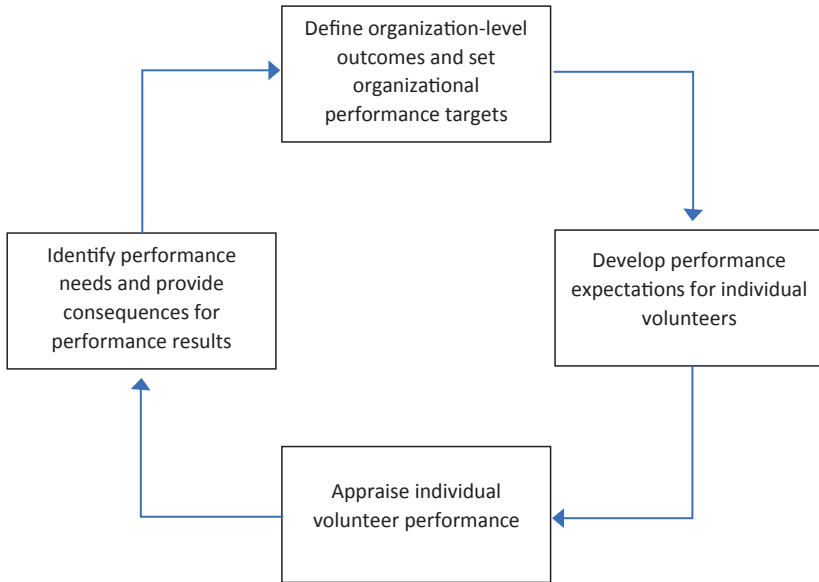 Define organization-level
outcomes and set
organizational
performance targets
Develop performance
expectations for individual
volunteers
Appraise individual
volunteer performance
Identify performance
needs and provide
consequences for
performance results